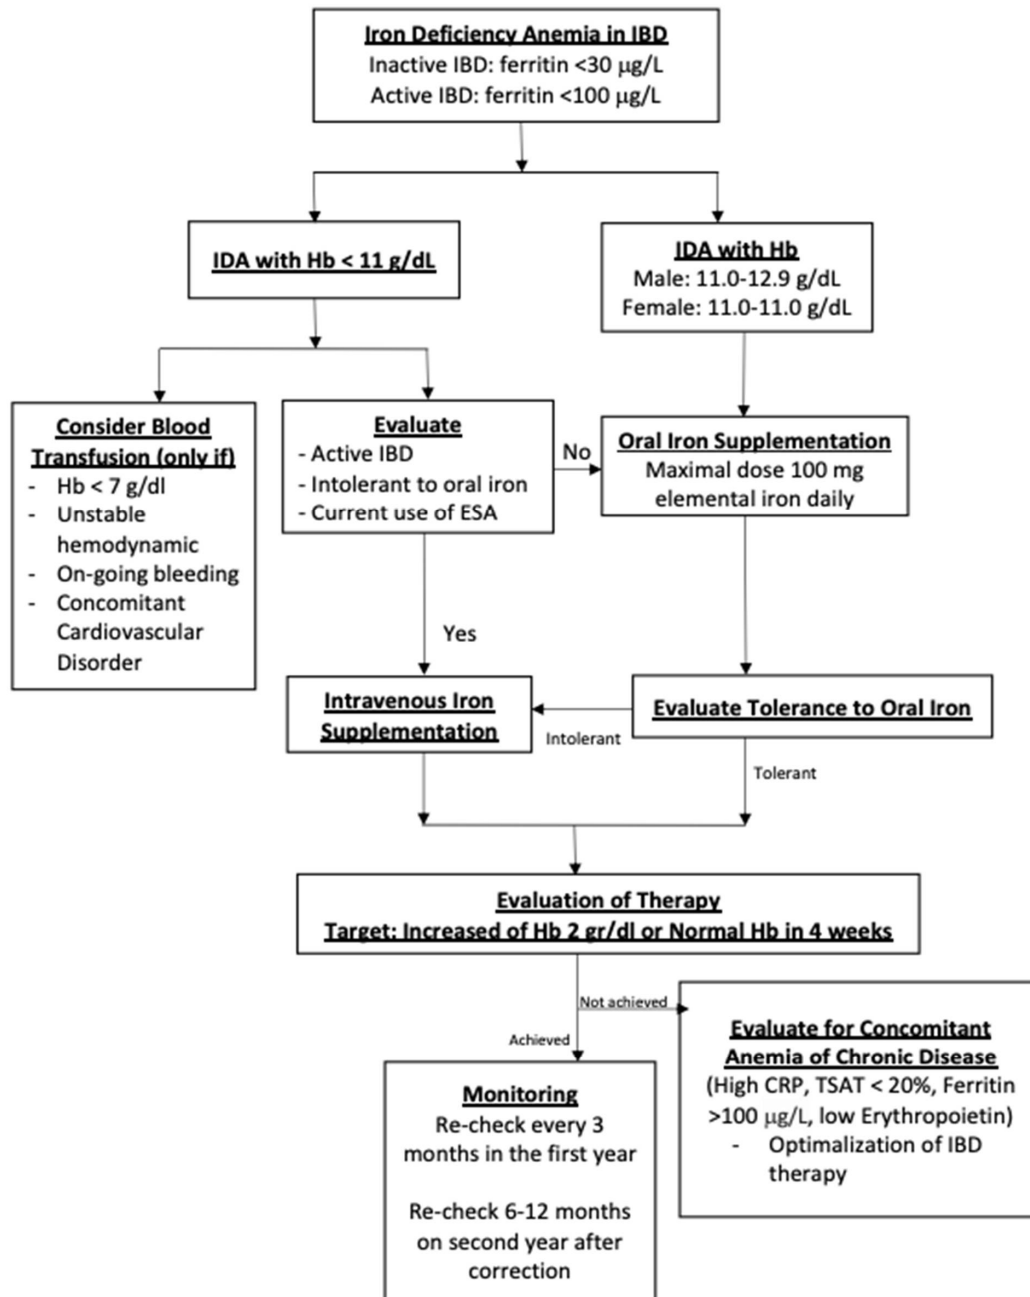 Iron Deficiency Anemia in IBD
Inactive IBD: ferritin <30 μg/L
Active IBD: ferritin <100 μg/L
IDA with Hb < 11 g/dL
IDA with Hb
Male: 11.0-12.9 g/dL
Female: 11.0-11.0 g/dL
Consider Blood
Transfusion (only if)
- Hb < 7 g/dl
- Unstable
hemodynamic
- On-going bleeding
- Concomitant
Cardiovascular
Disorder
Evaluate
- Active IBD
- Intolerant to oral iron
- Current use of ESA
No
Oral Iron Supplementation
Maximal dose 100 mg
elemental iron daily
Yes
Intravenous Iron
Supplementation
Intolerant
Evaluate Tolerance to Oral Iron
Tolerant
Evaluation of Therapy
Target: Increased of Hb 2 gr/dl or Normal Hb in 4 weeks
Not achieved
Achieved
Evaluate for Concomitant
Anemia of Chronic Disease
(High CRP, TSAT < 20%, Ferritin
>100 μg/L, low Erythropoietin)
- Optimalization of IBD
therapy
Monitoring
Re-check every 3
months in the first year
Re-check 6-12 months
on second year after
correction